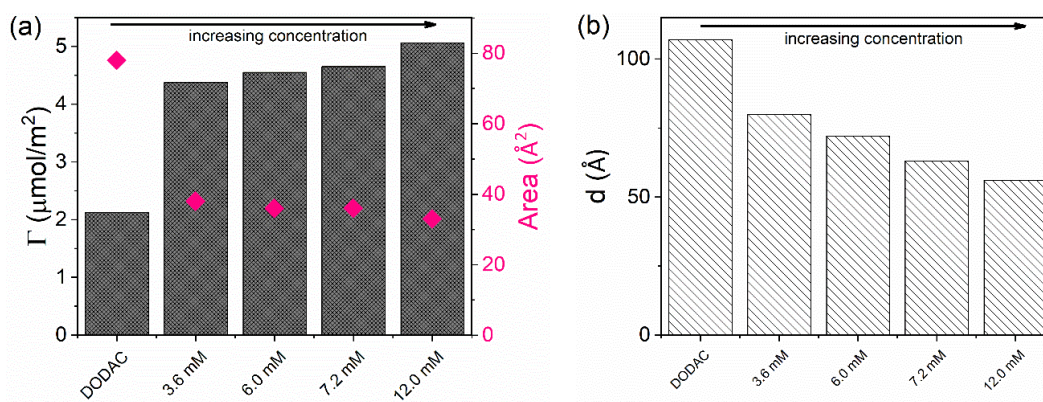 (a)
increasing concentration
Γ (µmol/m²)
5
4
3
2
1
0
Area (Å²)
80
60
40
20
0
DODAC
3.6 mM
6.0 mM
7.2 mM
12.0 mM
(b)
increasing concentration
d (Å)
100
50
0
DODAC
3.6 mM
6.0 mM
7.2 mM
12.0 mM